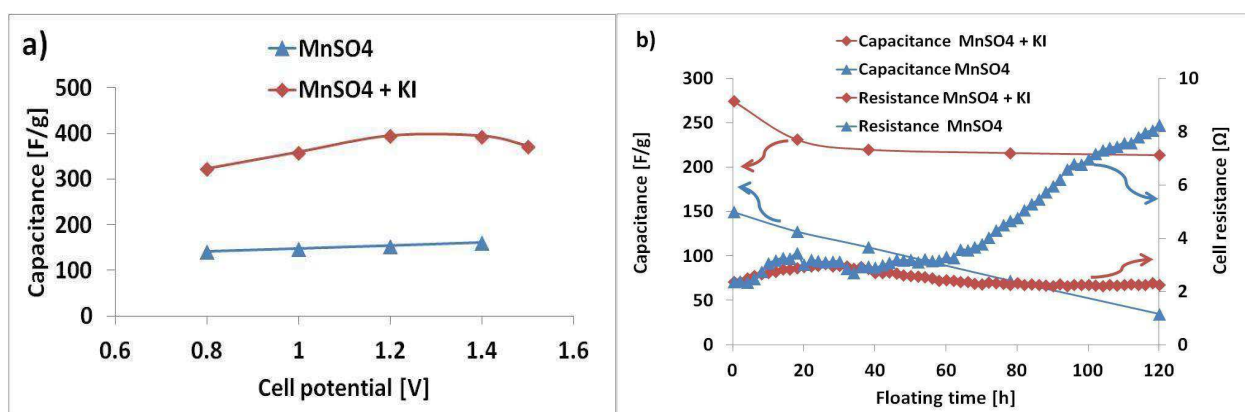 a)
MnSO4
MnSO4 + KI
Capacitance [F/g]
500
400
300
200
100
0
0.6 0.8 1 1.2 1.4 1.6
Cell potential [V]
b)
Capacitance MnSO4 + KI
Capacitance MnSO4
Resistance MnSO4 + KI
Resistance MnSO4
Capacitance [F/g]
300
250
200
150
100
50
0
10
8
6
4
2
0
Cell resistance [Ω]
0 20 40 60 80 100 120
Floating time [h]